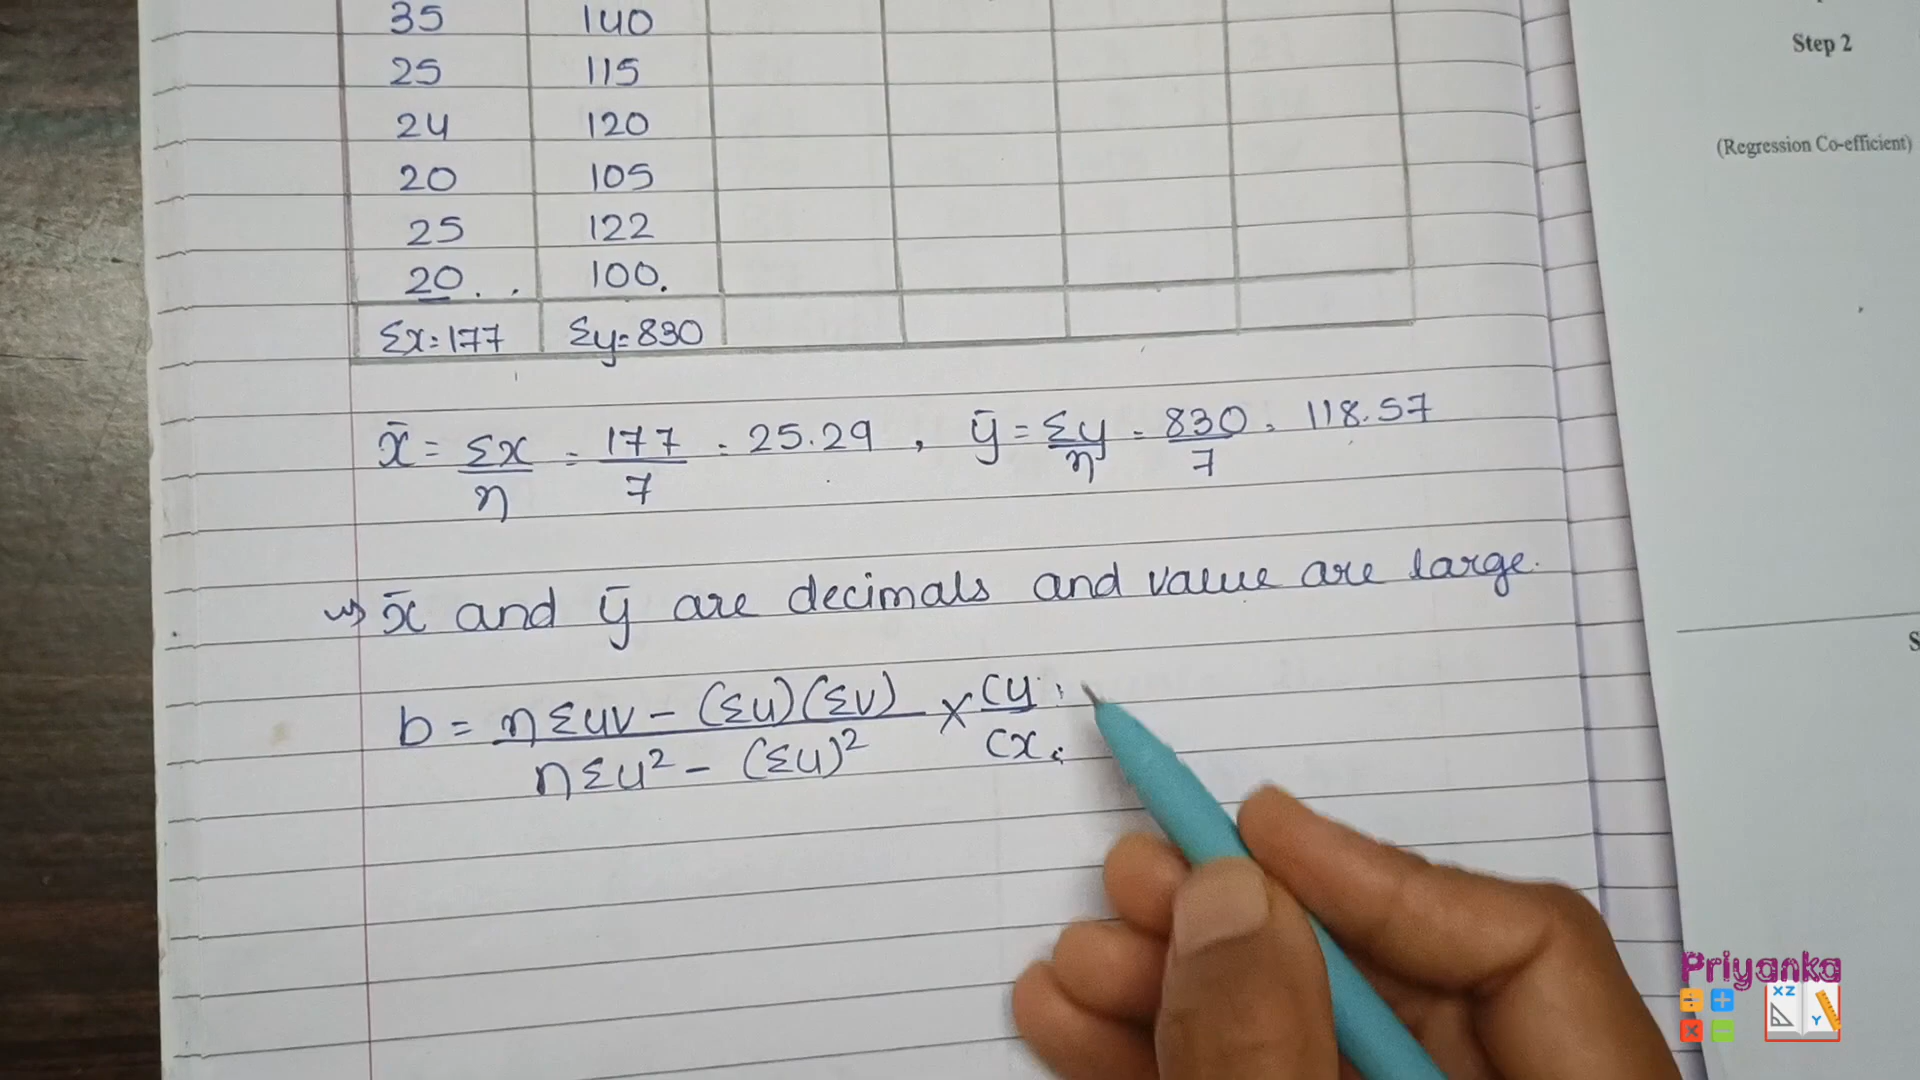 35 140
25 115
24 120
20 105
25 122
20 100.
Σx=177 Σy=830
x̄ = Σx/n = 177/7 = 25.29 , ȳ = Σy/n = 830/7 = 118.57
⇒ x̄ and ȳ are decimals and value are large.
b = nΣuv - (Σu)(Σv) / nΣu² - (Σu)² × Cy / Cx
Step 2
(Regression Co-efficient)
Priyanka
XZ
Y